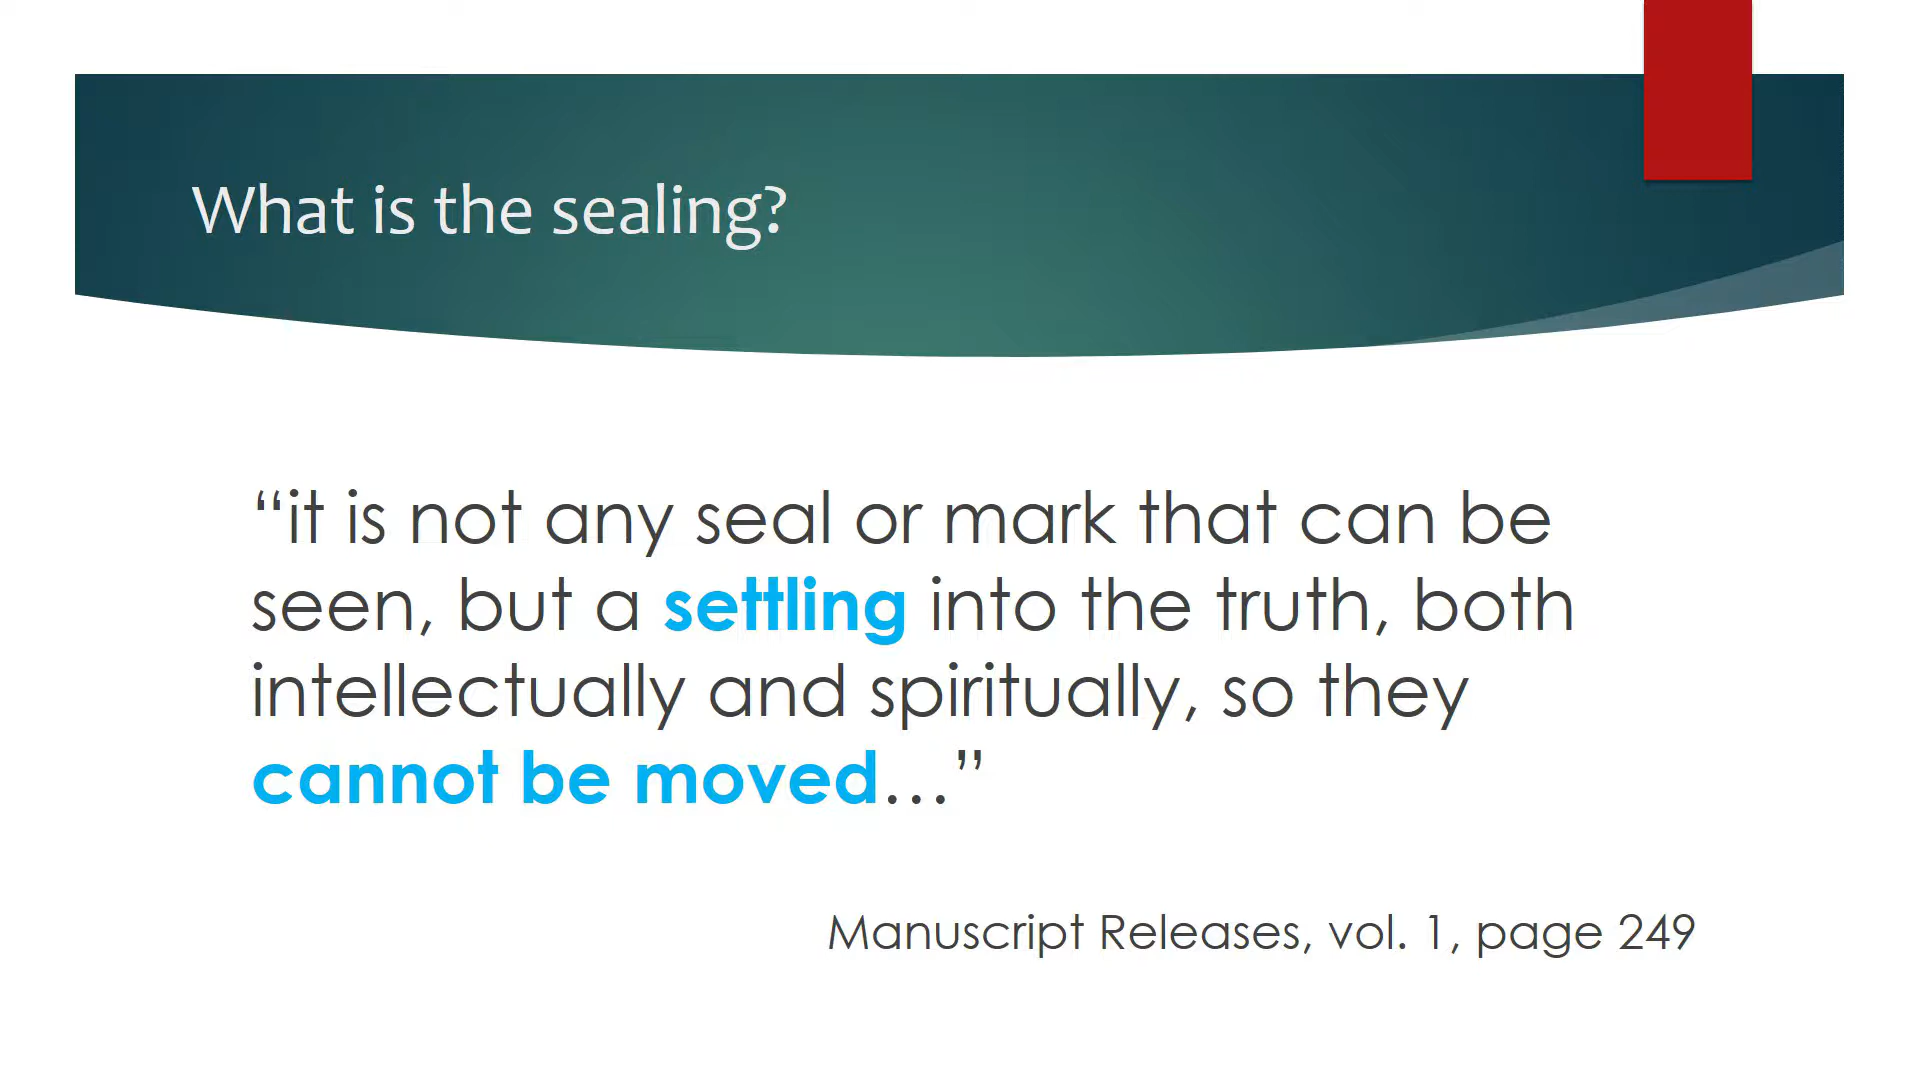 What is the sealing?
“it is not any seal or mark that can be
seen, but a settling into the truth, both
intellectually and spiritually, so they
cannot be moved…”
Manuscript Releases, vol. 1, page 249